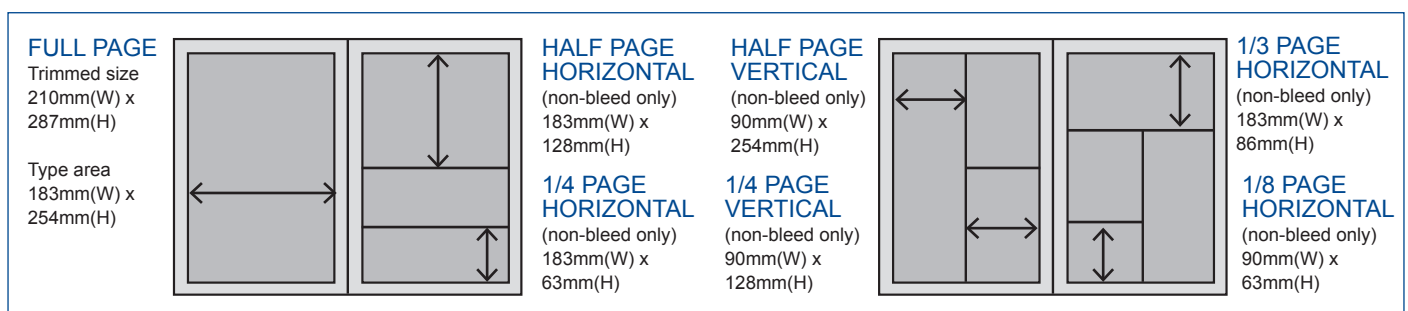 FULL PAGE
Trimmed size
210mm(W) x
287mm(H)
Type area
183mm(W) x
254mm(H)
HALF PAGE
HORIZONTAL
(non-bleed only)
183mm(W) x
128mm(H)
1/4 PAGE
HORIZONTAL
(non-bleed only)
183mm(W) x
63mm(H)
HALF PAGE
VERTICAL
(non-bleed only)
90mm(W) x
254mm(H)
1/4 PAGE
VERTICAL
(non-bleed only)
90mm(W) x
128mm(H)
1/3 PAGE
HORIZONTAL
(non-bleed only)
183mm(W) x
86mm(H)
1/8 PAGE
HORIZONTAL
(non-bleed only)
90mm(W) x
63mm(H)